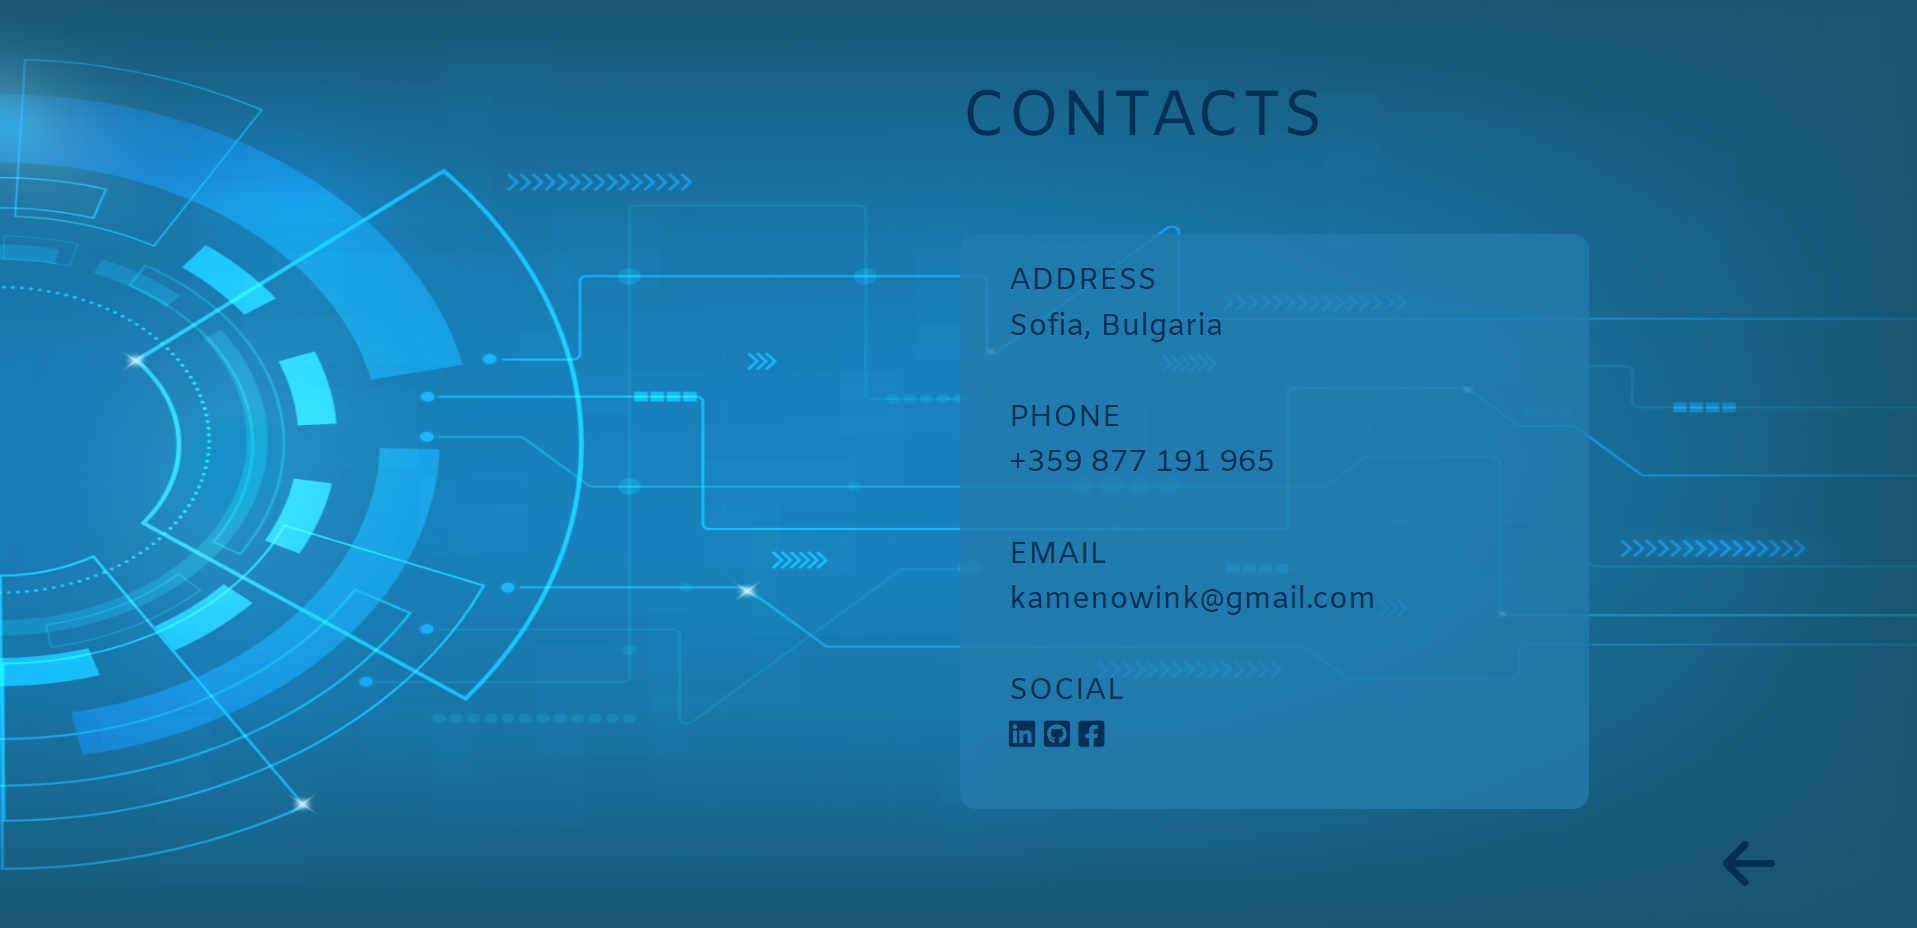 CONTACTS
ADDRESS
Sofia, Bulgaria
PHONE
+359 877 191 965
EMAIL
kamenowink@gmail.com
SOCIAL